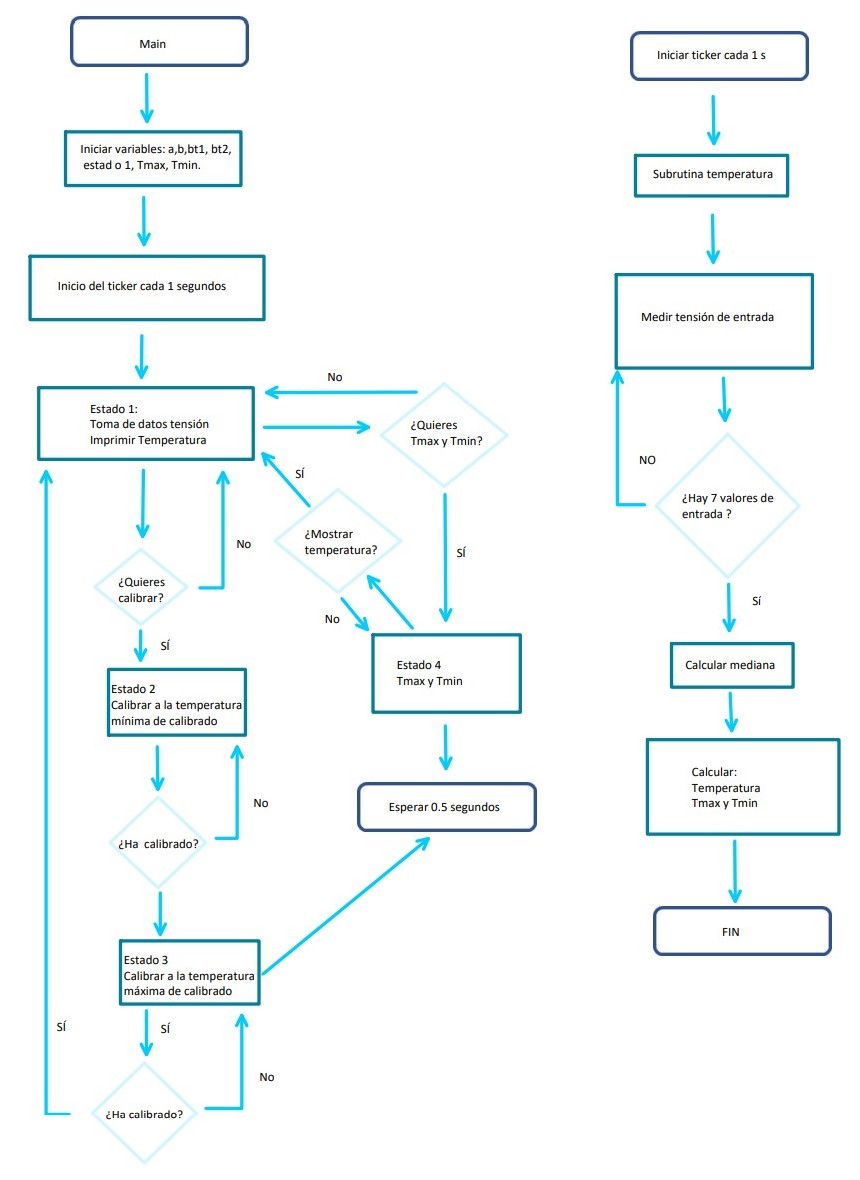 Main
Iniciar variables: a,b,bt1, bt2,
estad o 1, Tmax, Tmin.
Inicio del ticker cada 1 segundos
Estado 1:
Toma de datos tensión
Imprimir Temperatura
No
¿Quieres
Tmax y Tmin?
SÍ
¿Mostrar
temperatura?
No
SÍ
Estado 4
Tmax y Tmin
Esperar 0.5 segundos
¿Quieres
calibrar?
No
SÍ
Estado 2
Calibrar a la temperatura
mínima de calibrado
¿Ha calibrado?
No
Estado 3
Calibrar a la temperatura
máxima de calibrado
SÍ
SÍ
No
¿Ha calibrado?
Iniciar ticker cada 1 s
Subrutina temperatura
Medir tensión de entrada
NO
¿Hay 7 valores de
entrada ?
Sí
Calcular mediana
Calcular:
Temperatura
Tmax y Tmin
FIN